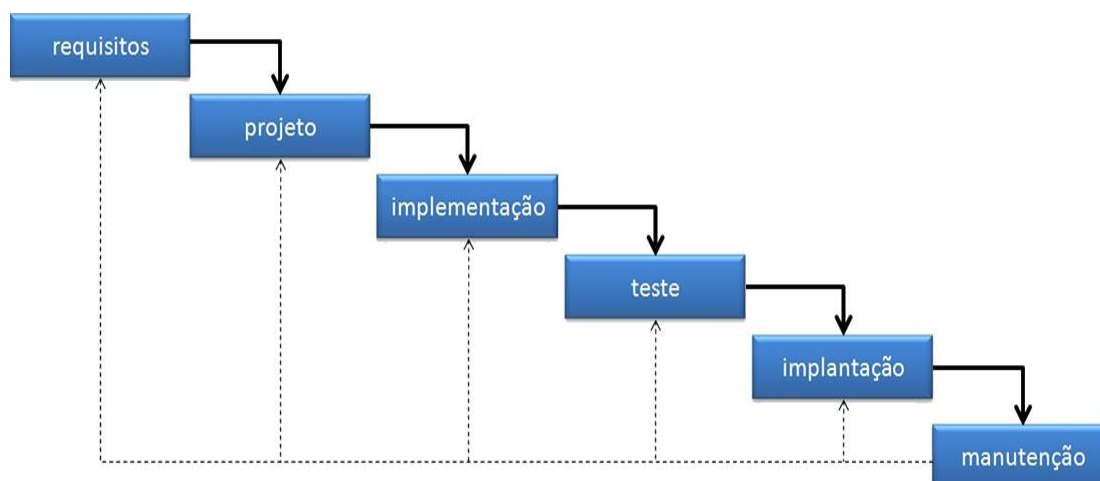 requisitos
projeto
implementação
teste
implantação
manutenção